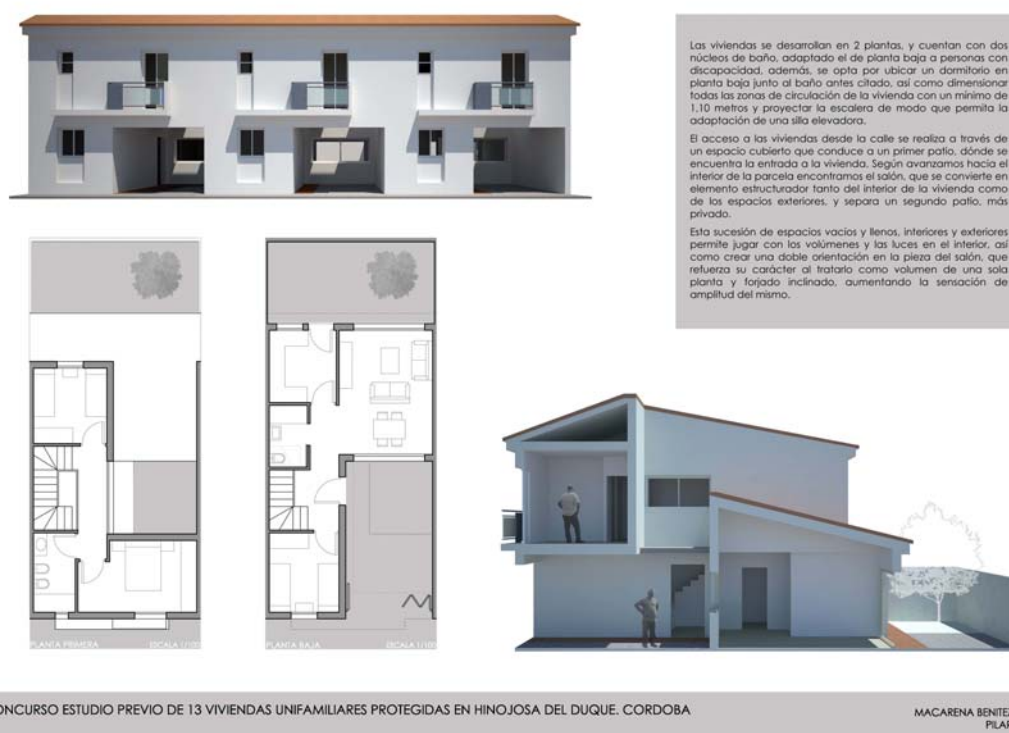 Las viviendas se desarrollan en 2 plantas, y cuentan con dos
núcleos de baño, adaptado el de planta baja a personas con
discapacidad, además, se opta por ubicar un dormitorio en
planta baja junto al baño antes citado, así como dimensionar
todas las zonas de circulación de la vivienda con un mínimo de
1,10 metros y proyectar la escalera de modo que permita la
adaptación de una silla elevadora.
El acceso a las viviendas desde la calle se realiza a través de
un espacio cubierto que conduce a un primer patio, dónde se
encuentra la entrada a la vivienda. Según avanzamos hacia el
interior de la parcela encontramos el salón, que se convierte en
elemento estructurador tanto del interior de la vivienda como
de los espacios exteriores, y separa un segundo patio, más
privado.
Esta sucesión de espacios vacíos y llenos, interiores y exteriores
permite jugar con los volúmenes y las luces en el interior, así
como crear una doble orientación en la pieza del salón, que
refuerza su carácter al tratarlo como volumen de una sola
planta y forjado inclinado, aumentando la sensación de
amplitud del mismo.
PLANTA PRIMERA ESCALA 1/100
PLANTA BAJA ESCALA 1/100
ONCURSO ESTUDIO PREVIO DE 13 VIVIENDAS UNIFAMILIARES PROTEGIDAS EN HINOJOSA DEL DUQUE. CORDOBA
MACARENA BENITEZ
PILAR